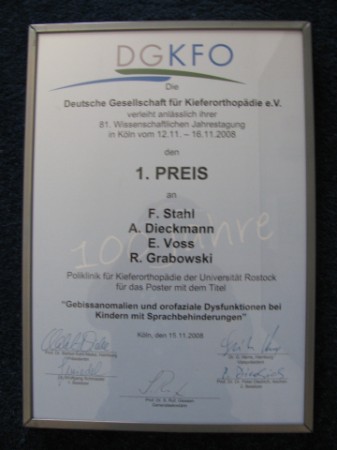 DGKFO
Die
Deutsche Gesellschaft für Kieferorthopädie e.V.
verleiht anlässlich ihrer
81. Wissenschaftlichen Jahrestagung
in Köln vom 12.11. – 16.11.2008
den
1. PREIS
an
F. Stahl
A. Dieckmann
E. Voss
R. Grabowski
100 Jahre
Poliklinik für Kieferorthopädie der Universität Rostock
für das Poster mit dem Titel
"Gebissanomalien und orofaziale Dysfunktionen bei
Kindern mit Sprachbehinderungen"
Köln, den 15.11.2008